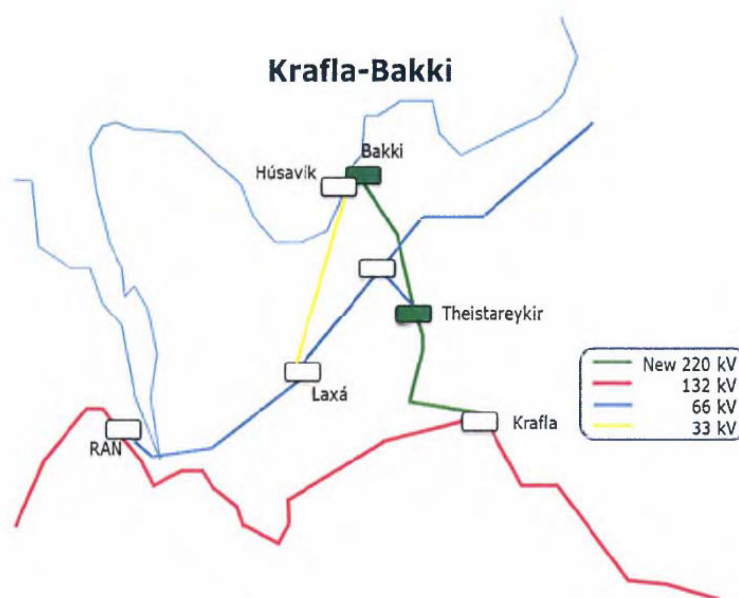 Krafla-Bakki
Bakki
Húsavík
Theistareykir
Laxá
Krafla
RAN
New 220 kV
132 kV
66 kV
33 kV